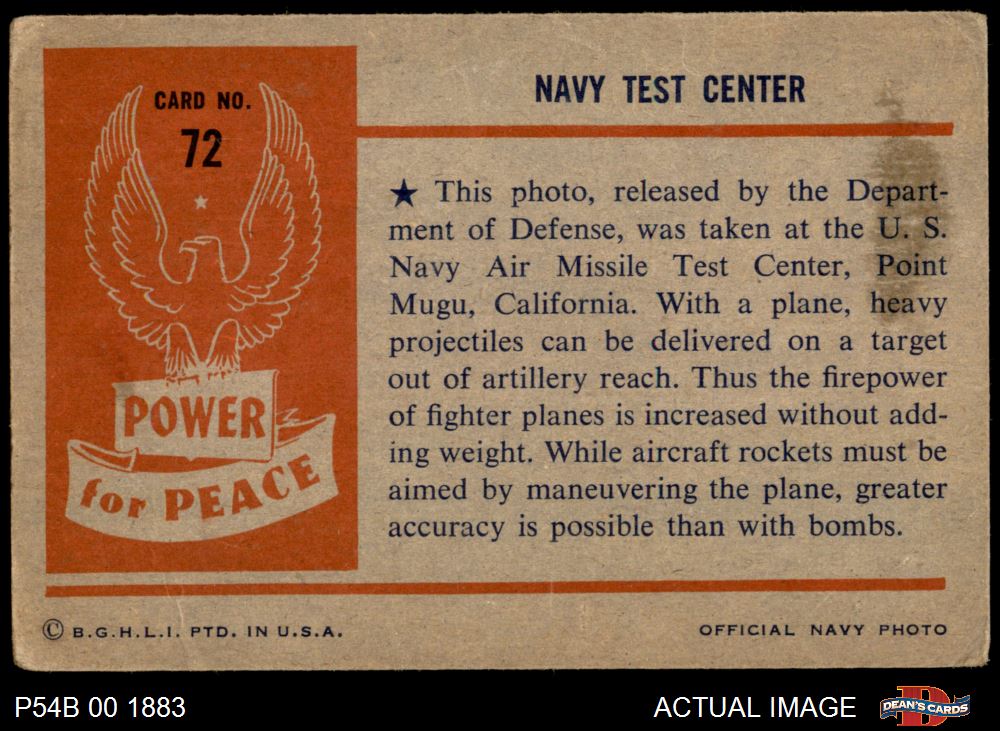 CARD NO.
72
POWER
for PEACE
NAVY TEST CENTER
★ This photo, released by the Depart-
ment of Defense, was taken at the U. S.
Navy Air Missile Test Center, Point
Mugu, California. With a plane, heavy
projectiles can be delivered on a target
out of artillery reach. Thus the firepower
of fighter planes is increased without add-
ing weight. While aircraft rockets must be
aimed by maneuvering the plane, greater
accuracy is possible than with bombs.
© B.G.H.L.I. PTD. IN U.S.A.
OFFICIAL NAVY PHOTO
P54B 00 1883
ACTUAL IMAGE
D
DEAN'S CARDS